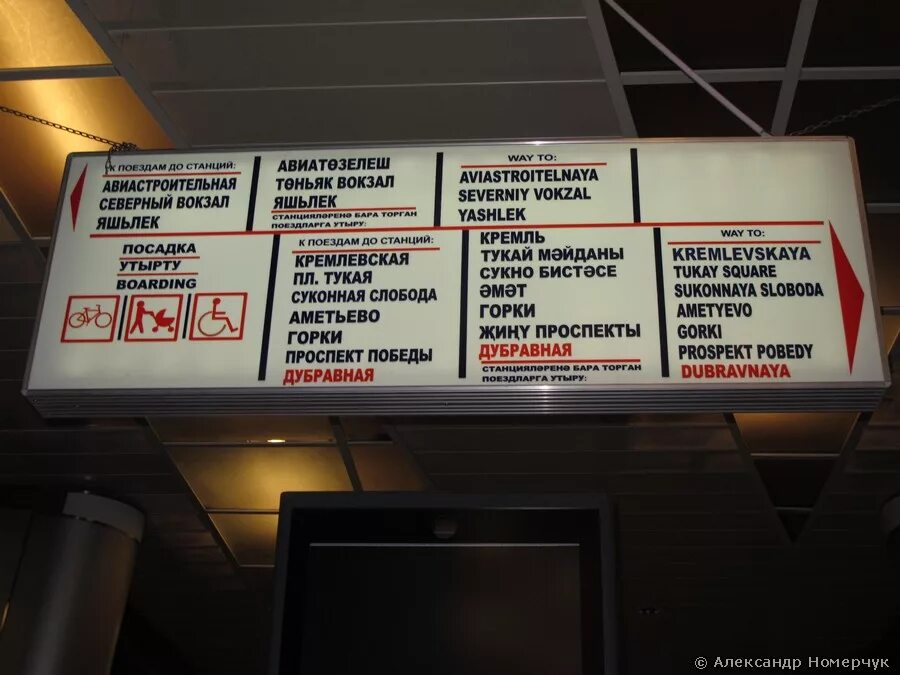 К ПОЕЗДАМ ДО СТАНЦИЙ:
АВИАСТРОИТЕЛЬНАЯ
СЕВЕРНЫЙ ВОКЗАЛ
ЯШЬЛЕК
АВИАТӨЗЕЛЕШ
ТӨНЬЯК ВОКЗАЛ
ЯШЬЛЕК
СТАНЦИЯЛӘРЕНӘ БАРА ТОРГАН
ПОЕЗДЛАРГА УТЫРУ:
WAY TO:
AVIASTROITELNAYA
SEVERNIY VOKZAL
YASHLEK
ПОСАДКА
УТЫРТУ
BOARDING
К ПОЕЗДАМ ДО СТАНЦИЙ:
КРЕМЛЕВСКАЯ
ПЛ. ТУКАЯ
СУКОННАЯ СЛОБОДА
АМЕТЬЕВО
ГОРКИ
ПРОСПЕКТ ПОБЕДЫ
ДУБРАВНАЯ
КРЕМЛЬ
ТУКАЙ МӘЙДАНЫ
СУКНО БИСТӘСЕ
ӘМӘТ
ГОРКИ
ҖИҢҮ ПРОСПЕКТЫ
ДУБРАВНАЯ
СТАНЦИЯЛӘРЕНӘ БАРА ТОРГАН
ПОЕЗДЛАРГА УТЫРУ:
WAY TO:
KREMLEVSKAYA
TUKAY SQUARE
SUKONNAYA SLOBODA
AMETYEVO
GORKI
PROSPEKT POBEDY
DUBRAVNAYA
© Александр Номерчук